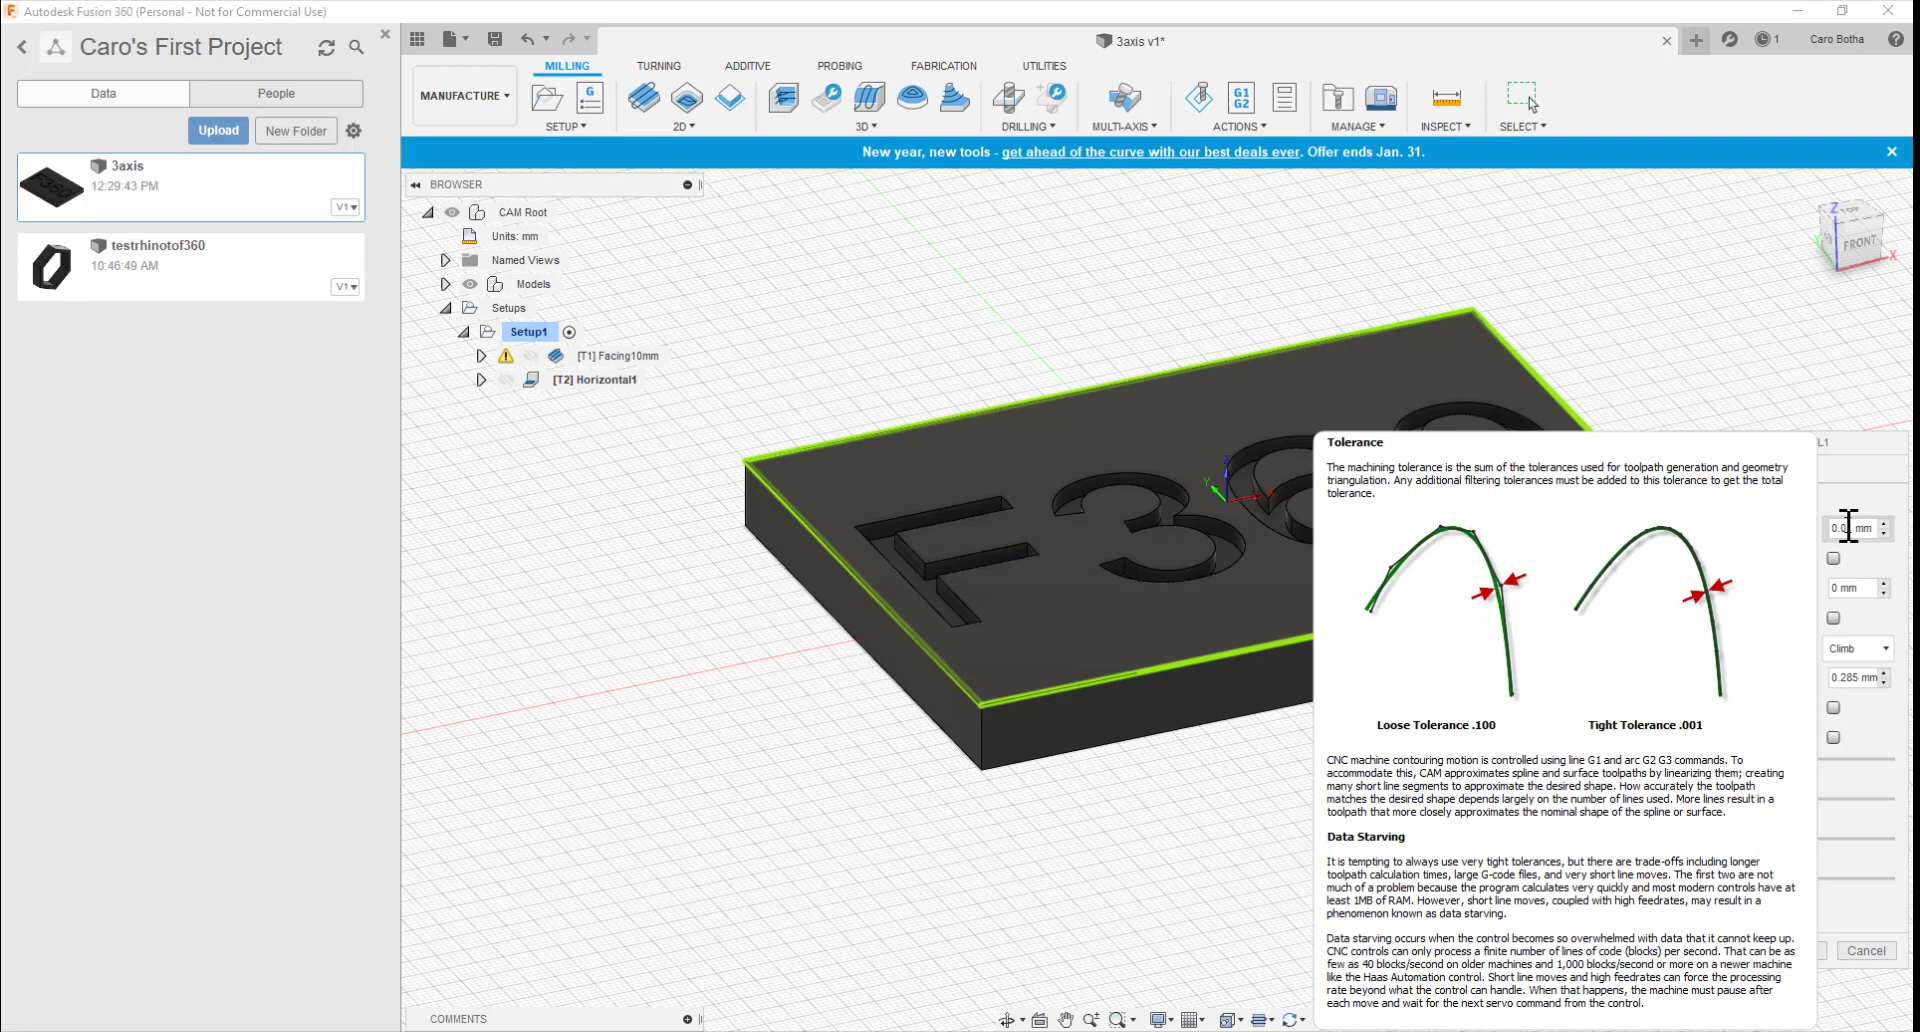 Autodesk Fusion 360 (Personal - Not for Commercial Use)
Caro's First Project
Data
People
Upload
New Folder
3axis
12:29:43 PM
V1
testrhinotof360
10:46:49 AM
V1
3axis v1*
1
Caro Botha
MANUFACTURE
MILLING
TURNING
ADDITIVE
PROBING
FABRICATION
UTILITIES
G
G1
G2
SETUP
2D
3D
DRILLING
MULTI-AXIS
ACTIONS
MANAGE
INSPECT
SELECT
New year, new tools - get ahead of the curve with our best deals ever. Offer ends Jan. 31.
BROWSER
CAM Root
Units: mm
Named Views
Models
Setups
Setup1
[T1] Facing10mm
[T2] Horizontal1
Z
FRONT
X
F 3
Z
Y
Tolerance
The machining tolerance is the sum of the tolerances used for toolpath generation and geometry
triangulation. Any additional filtering tolerances must be added to this tolerance to get the total
tolerance.
Loose Tolerance .100
Tight Tolerance .001
CNC machine contouring motion is controlled using line G1 and arc G2 G3 commands. To
accommodate this, CAM approximates spline and surface toolpaths by linearizing them; creating
many short line segments to approximate the desired shape. How accurately the toolpath
matches the desired shape depends largely on the number of lines used. More lines result in a
toolpath that more closely approximates the nominal shape of the spline or surface.
Data Starving
It is tempting to always use very tight tolerances, but there are trade-offs including longer
toolpath calculation times, large G-code files, and very short line moves. The first two are not
much of a problem because the program calculates very quickly and most modern controls have at
least 1MB of RAM. However, short line moves, coupled with high feedrates, may result in a
phenomenon known as data starving.
Data starving occurs when the control becomes so overwhelmed with data that it cannot keep up.
CNC controls can only process a finite number of lines of code (blocks) per second. That can be as
few as 40 blocks/second on older machines and 1,000 blocks/second or more on a newer machine
like the Haas Automation control. Short line moves and high feedrates can force the processing
rate beyond what the control can handle. When that happens, the machine must pause after
each move and wait for the next servo command from the control.
L1
mm
0 mm
Climb
0.285 mm
Cancel
COMMENTS